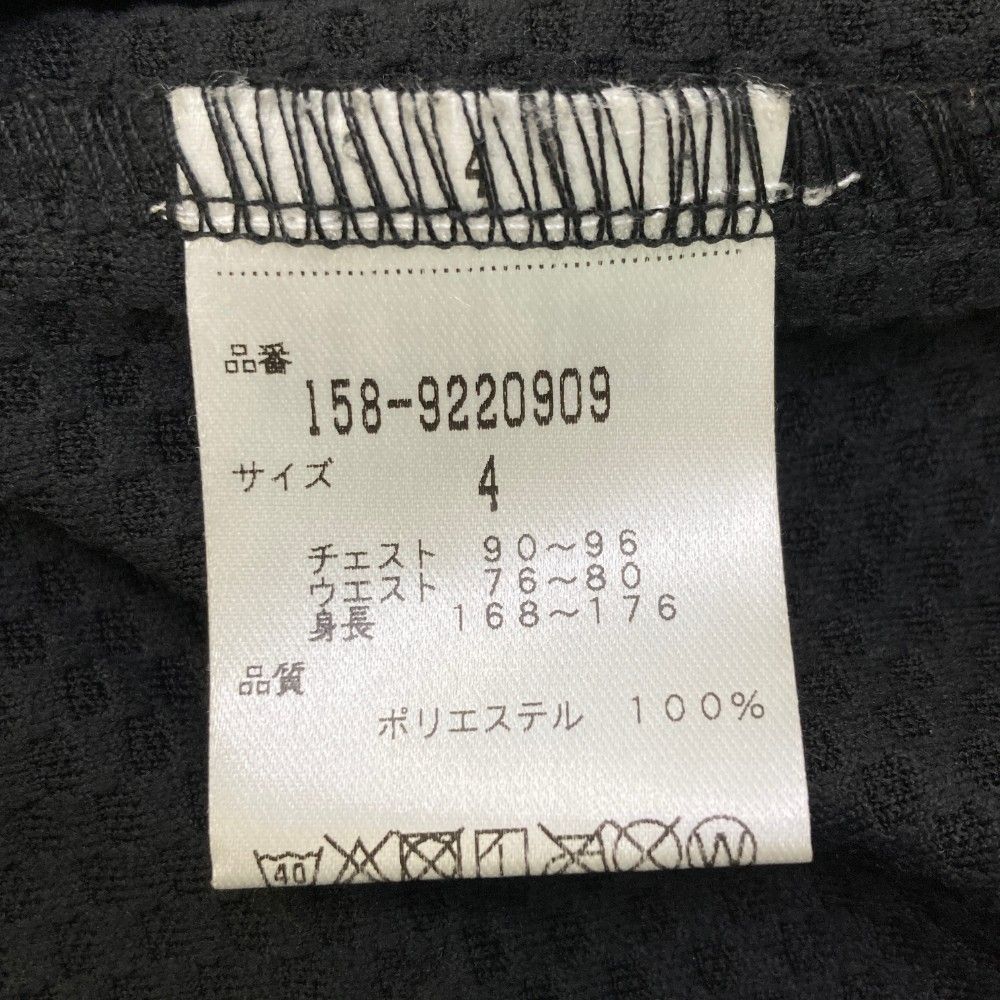 品番
158-9220909
サイズ 4
チェスト 90～96
ウエスト 76～80
身長 168～176
品質
ポリエステル 100%
40 W